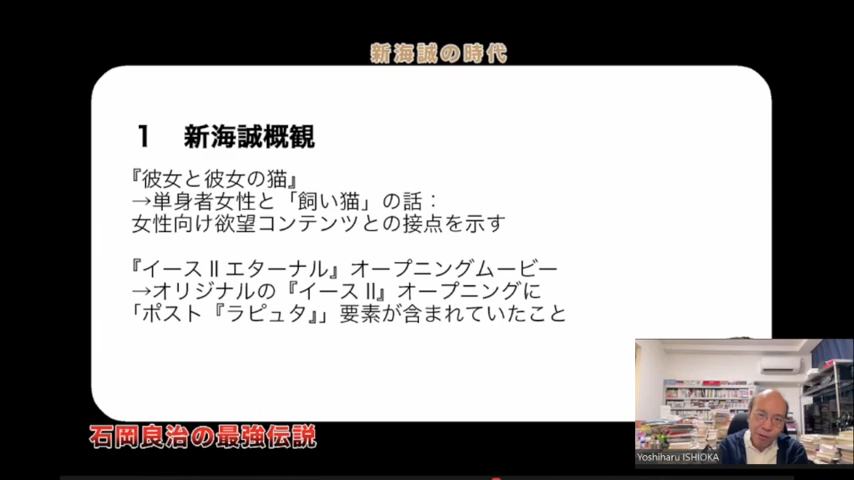 新海誠の時代
1 新海誠概観
『彼女と彼女の猫』
→単身者女性と「飼い猫」の話：
女性向け欲望コンテンツとの接点を示す
『イースⅡエターナル』オープニングムービー
→オリジナルの『イースⅡ』オープニングに
「ポスト『ラピュタ』」要素が含まれていたこと
石岡良治の最強伝説
Yoshiharu ISHIOKA